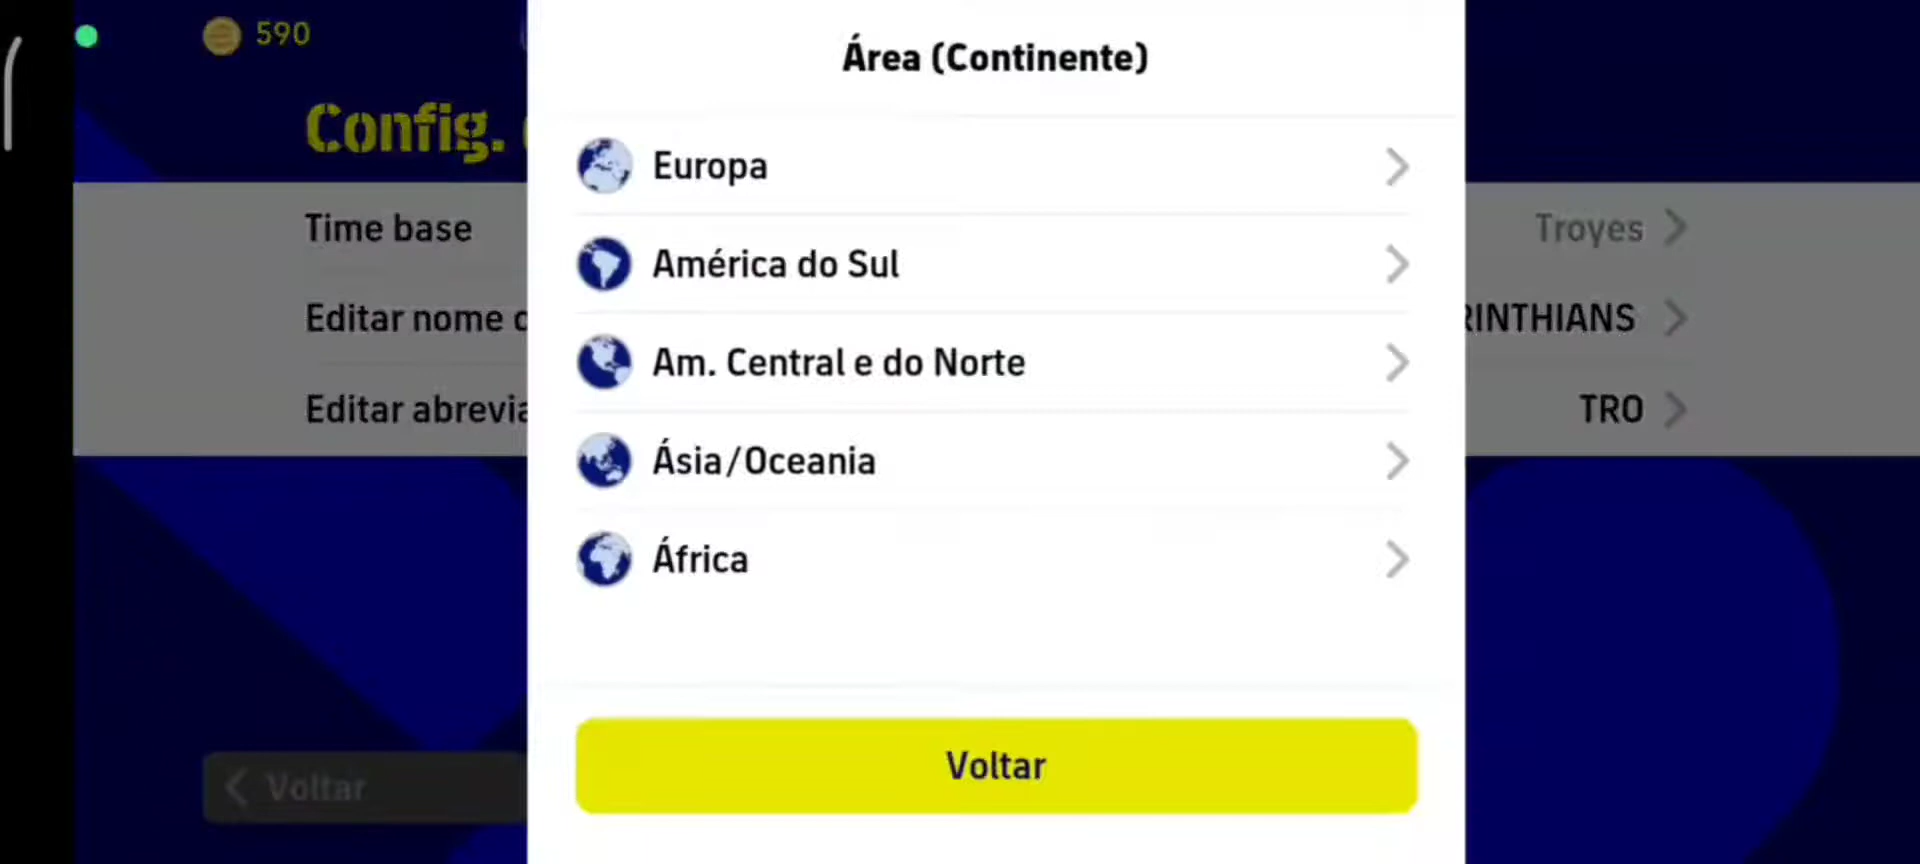 590
Config.
Time base
Troyes
Editar nome
RINTHIANS
Editar
TRO
Voltar
Área (Continente)
Europa
América do Sul
Am. Central e do Norte
Ásia/Oceania
África
Voltar